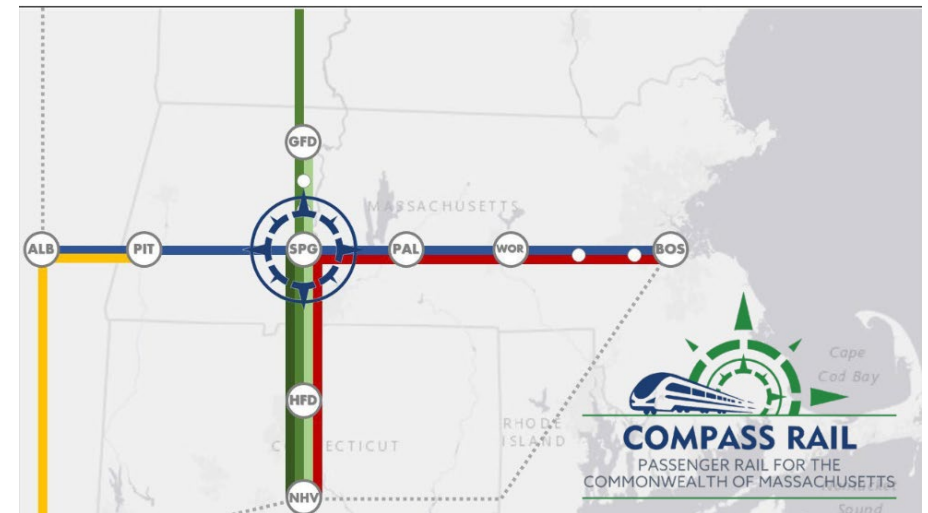 GFD
MASSACHUSETTS
ALB
PIT
SPG
PAL
WOR
BOS
Cape
Cod Bay
HFD
RHODE
ISLAND
CONNECTICUT
COMPASS RAIL
PASSENGER RAIL FOR THE
COMMONWEALTH OF MASSACHUSETTS
NHV
Sound